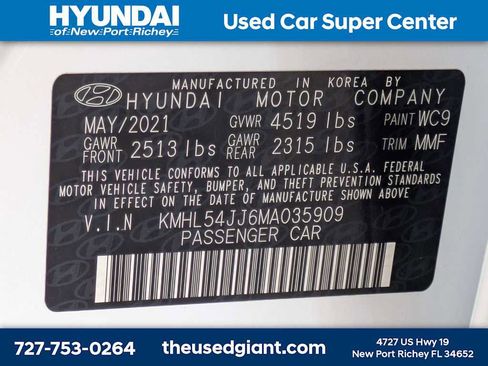 HYUNDAI
of New Port Richey
Used Car Super Center
MANUFACTURED IN KOREA BY
HYUNDAI MOTOR COMPANY
MAY/2021 GVWR 4519 lbs PAINT WC9
GAWR FRONT 2513 lbs GAWR REAR 2315 lbs TRIM MMF
THIS VEHICLE CONFORMS TO ALL APPLICABLE U.S.A. FEDERAL
MOTOR VEHICLE SAFETY, BUMPER, AND THEFT PREVENTION STANDARDS
IN EFFECT ON THE DATE OF MANUFACTURE SHOWN ABOVE.
V.I.N KMHL54JJ6MA035909
PASSENGER CAR
727-753-0264
theusedgiant.com
4727 US Hwy 19
New Port Richey FL 34652